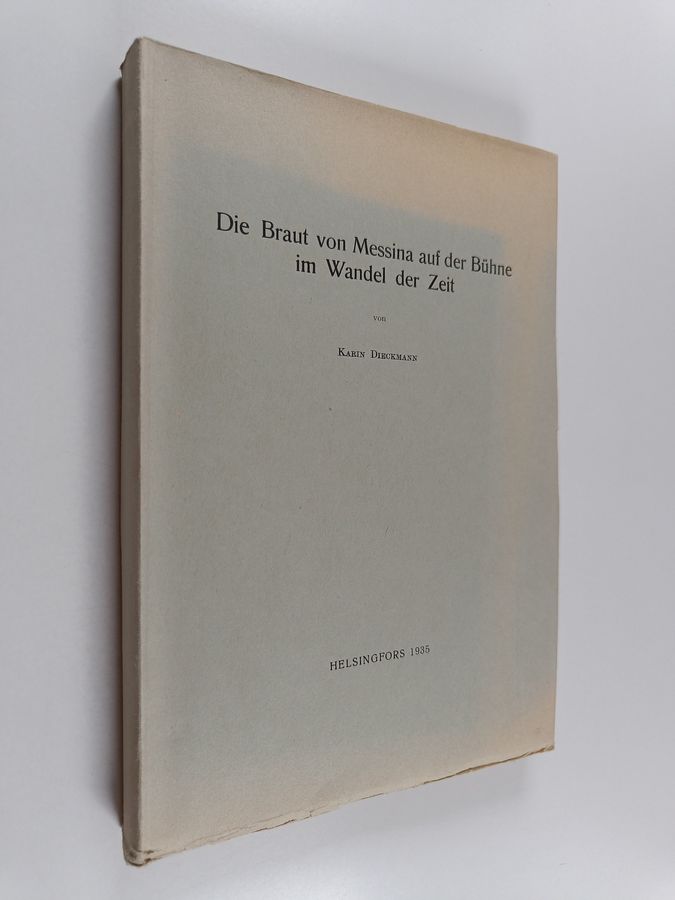 Die Braut von Messina auf der Bühne
im Wandel der Zeit
von
Karin Dieckmann
HELSINGFORS 1935